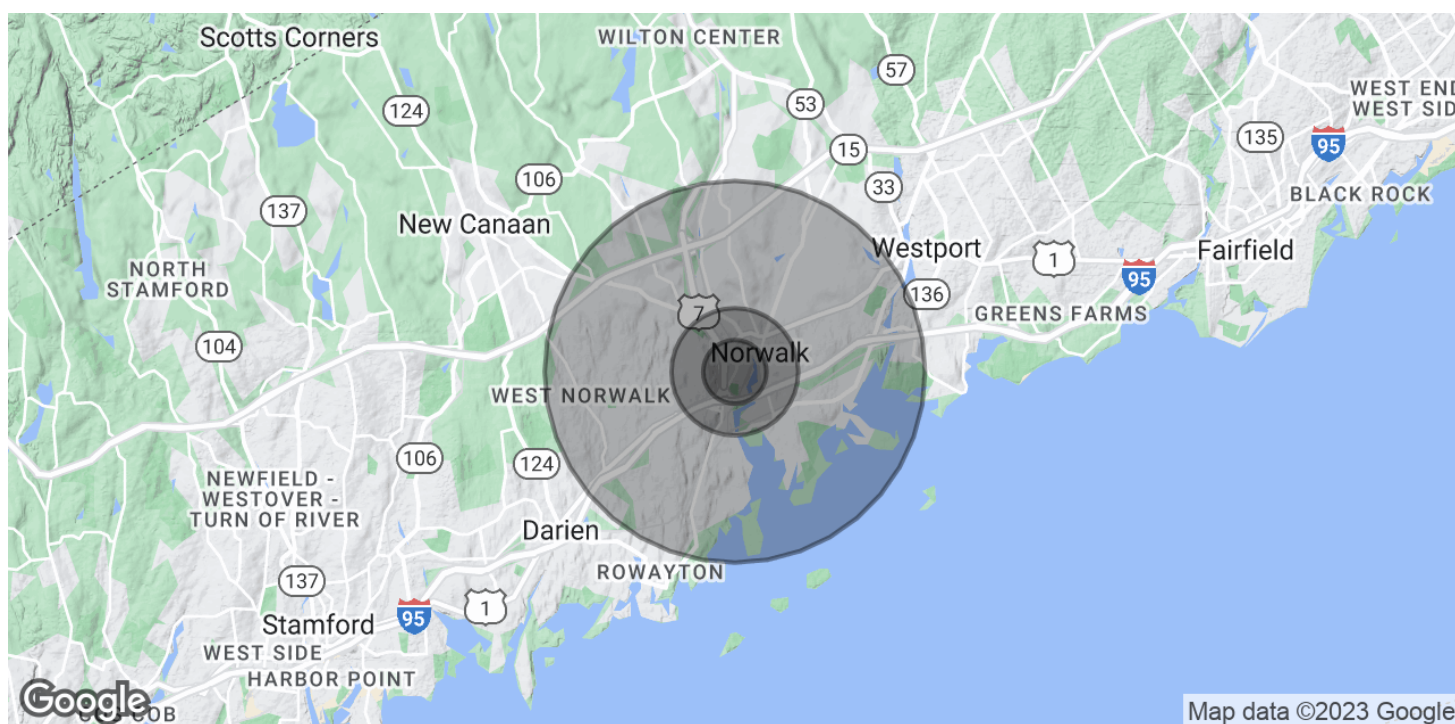 Scotts Corners
WILTON CENTER
57
124
53
WEST END
WEST SIDE
135
95
15
106
33
BLACK ROCK
137
New Canaan
Westport
1
Fairfield
95
NORTH
STAMFORD
136
7
GREENS FARMS
104
Norwalk
WEST NORWALK
106
124
NEWFIELD -
WESTOVER -
TURN OF RIVER
Darien
ROWAYTON
137
1
95
Stamford
WEST SIDE
HARBOR POINT
Google
COS COB
Map data ©2023 Google